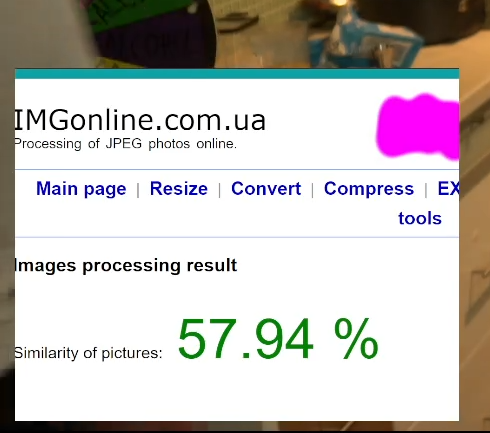 IMGonline.com.ua
Processing of JPEG photos online.
Main page | Resize | Convert | Compress | EX
tools
Images processing result
Similarity of pictures: 57.94 %